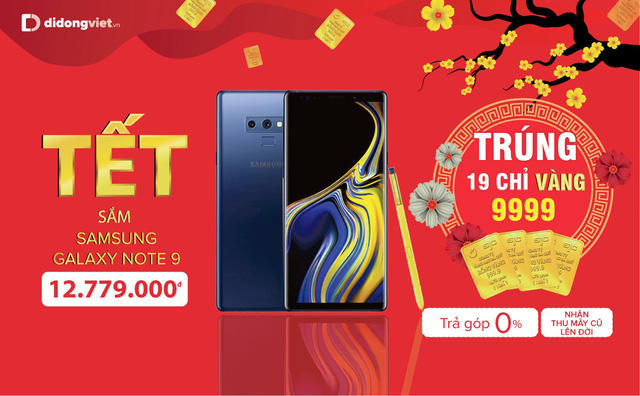 didongviet.vn
TẾT
SẮM
SAMSUNG
GALAXY NOTE 9
12.779.000đ
SAMSUNG
TRÚNG
19 CHỈ VÀNG
9999
Trả góp 0%
NHẬN
THU MÁY CŨ
LÊN ĐỜI